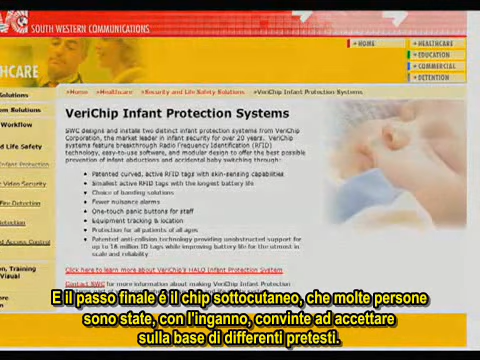 SOUTH WESTERN COMMUNICATIONS
HOME
HEALTHCARE
EDUCATION
COMMERCIAL
DETENTION
HCARE
Home
Healthcare
Security and Life Safety Solutions
VeriChip Infant Protection Systems
Solutions
Workflow
Life Safety
Infant Protection
Video Security
Detection
Access Control
Training,
Visual
VeriChip Infant Protection Systems
SWC designs and installs two distinct infant protection systems from VeriChip
Corporation, the market leader in infant security for over 20 years. VeriChip
systems feature breakthrough Radio Frequency Identification (RFID)
technology, easy-to-use software, and modular design to offer the best possible
prevention of infant abductions and accidental baby switching through:
Patented curved, active RFID tags with skin-sensing capabilities
Smallest active RFID tags with the longest battery life
Choice of banding solutions
Fewer nuisance alarms
One-touch panic buttons for staff
Equipment tracking & location
Protection for all patients of all ages
Patented anti-collision technology providing unobstructed support for
up to 16 million ID tags while improving battery life for the utmost in
scale and reliability
Click here to learn more about VeriChip's HALO Infant Protection System
Contact SWC for more information about making VeriChip Infant Protection
E il passo finale é il chip sottocutaneo, che molte persone
sono state, con l'inganno, convinte ad accettare
sulla base di differenti pretesti.